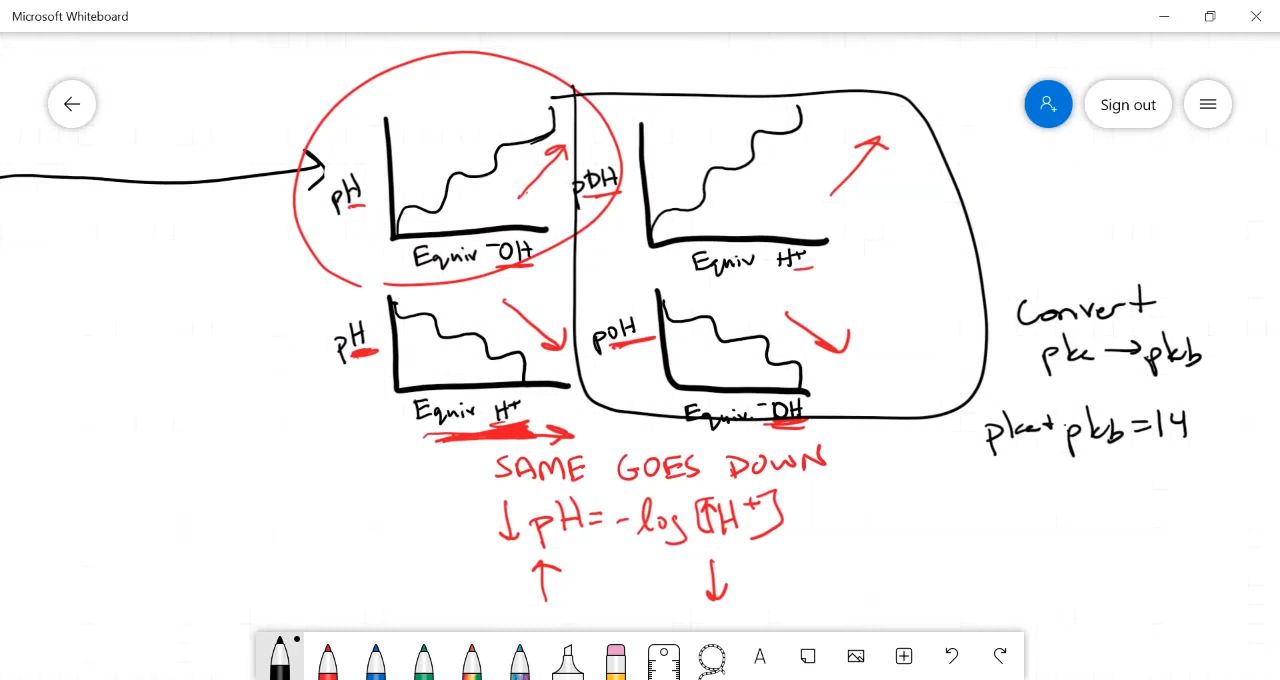 Microsoft Whiteboard
Sign out
pH
Equiv ⁻OH
pOH
Equiv H⁺
pH
Equiv H⁺
pOH
Equiv. ⁻OH
Convert
pka → pkb
pka + pkb = 14
SAME GOES DOWN
↓ pH = -log [↑H⁺]
↑ ↓
A